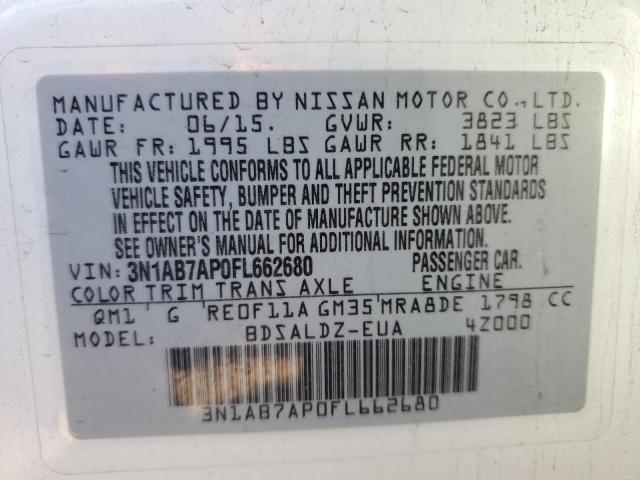 MANUFACTURED BY NISSAN MOTOR CO., LTD.
DATE: 06/15. GVWR: 3823 LBS
GAWR FR: 1995 LBS GAWR RR: 1841 LBS
THIS VEHICLE CONFORMS TO ALL APPLICABLE FEDERAL MOTOR
VEHICLE SAFETY, BUMPER AND THEFT PREVENTION STANDARDS
IN EFFECT ON THE DATE OF MANUFACTURE SHOWN ABOVE.
SEE OWNER'S MANUAL FOR ADDITIONAL INFORMATION
VIN: 3N1AB7AP0FL662680 PASSENGER CAR.
COLOR TRIM TRANS AXLE ENGINE
QM1 G RE0F11A GM35 MRA8DE 1798 CC
MODEL: BDSALDZ-EUA 4Z000
3N1AB7AP0FL662680